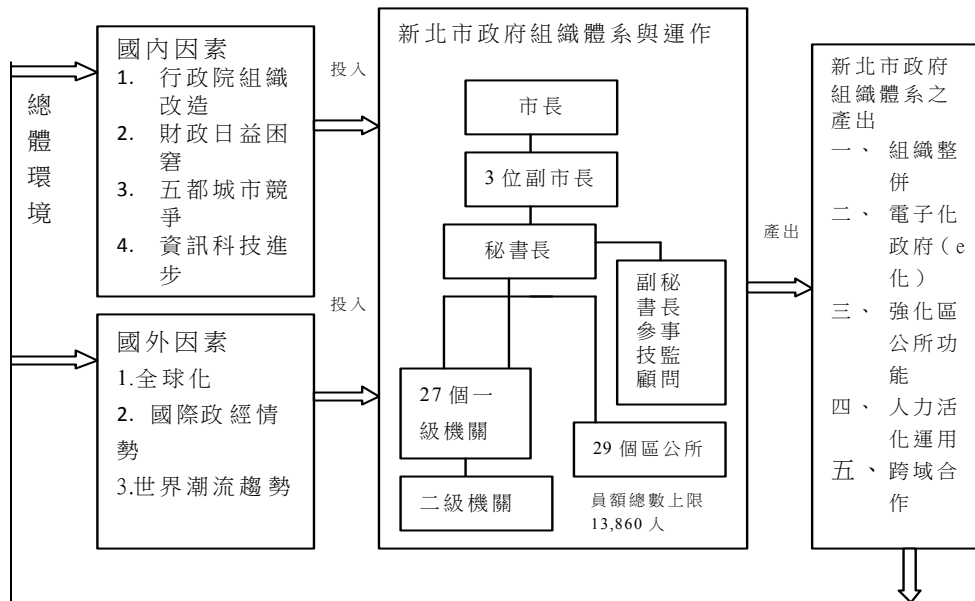 總
體
環
境
國內因素
1. 行政院組織
改造
2. 財政日益困
窘
3. 五都城市競
爭
4. 資訊科技進
步
國外因素
1.全球化
2. 國際政經情
勢
3.世界潮流趨勢
投入
投入
新北市政府組織體系與運作
市長
3 位副市長
秘書長
副秘
書長
參事
技監
顧問
27 個一
級機關
29 個區公所
二級機關
員額總數上限
13,860 人
產出
新北市政府
組織體系之
產出
一、 組織整
併
二、 電子化
政府（e
化）
三、 強化區
公所功
能
四、 人力活
化運用
五、 跨域合
作